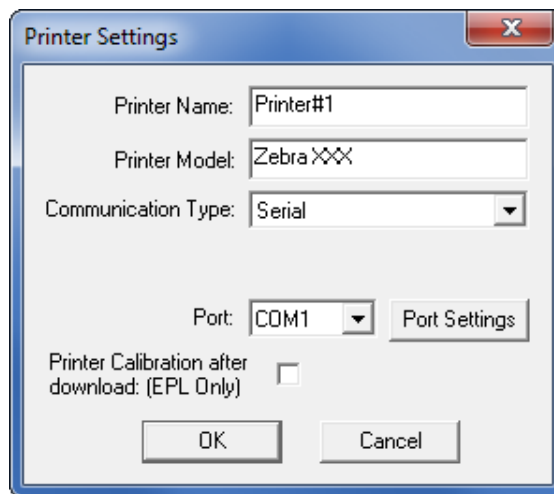 Printer Settings
Printer Name: Printer#1
Printer Model: Zebra XXX
Communication Type: Serial
Port: COM1 Port Settings
Printer Calibration after
download: (EPL Only)
OK Cancel